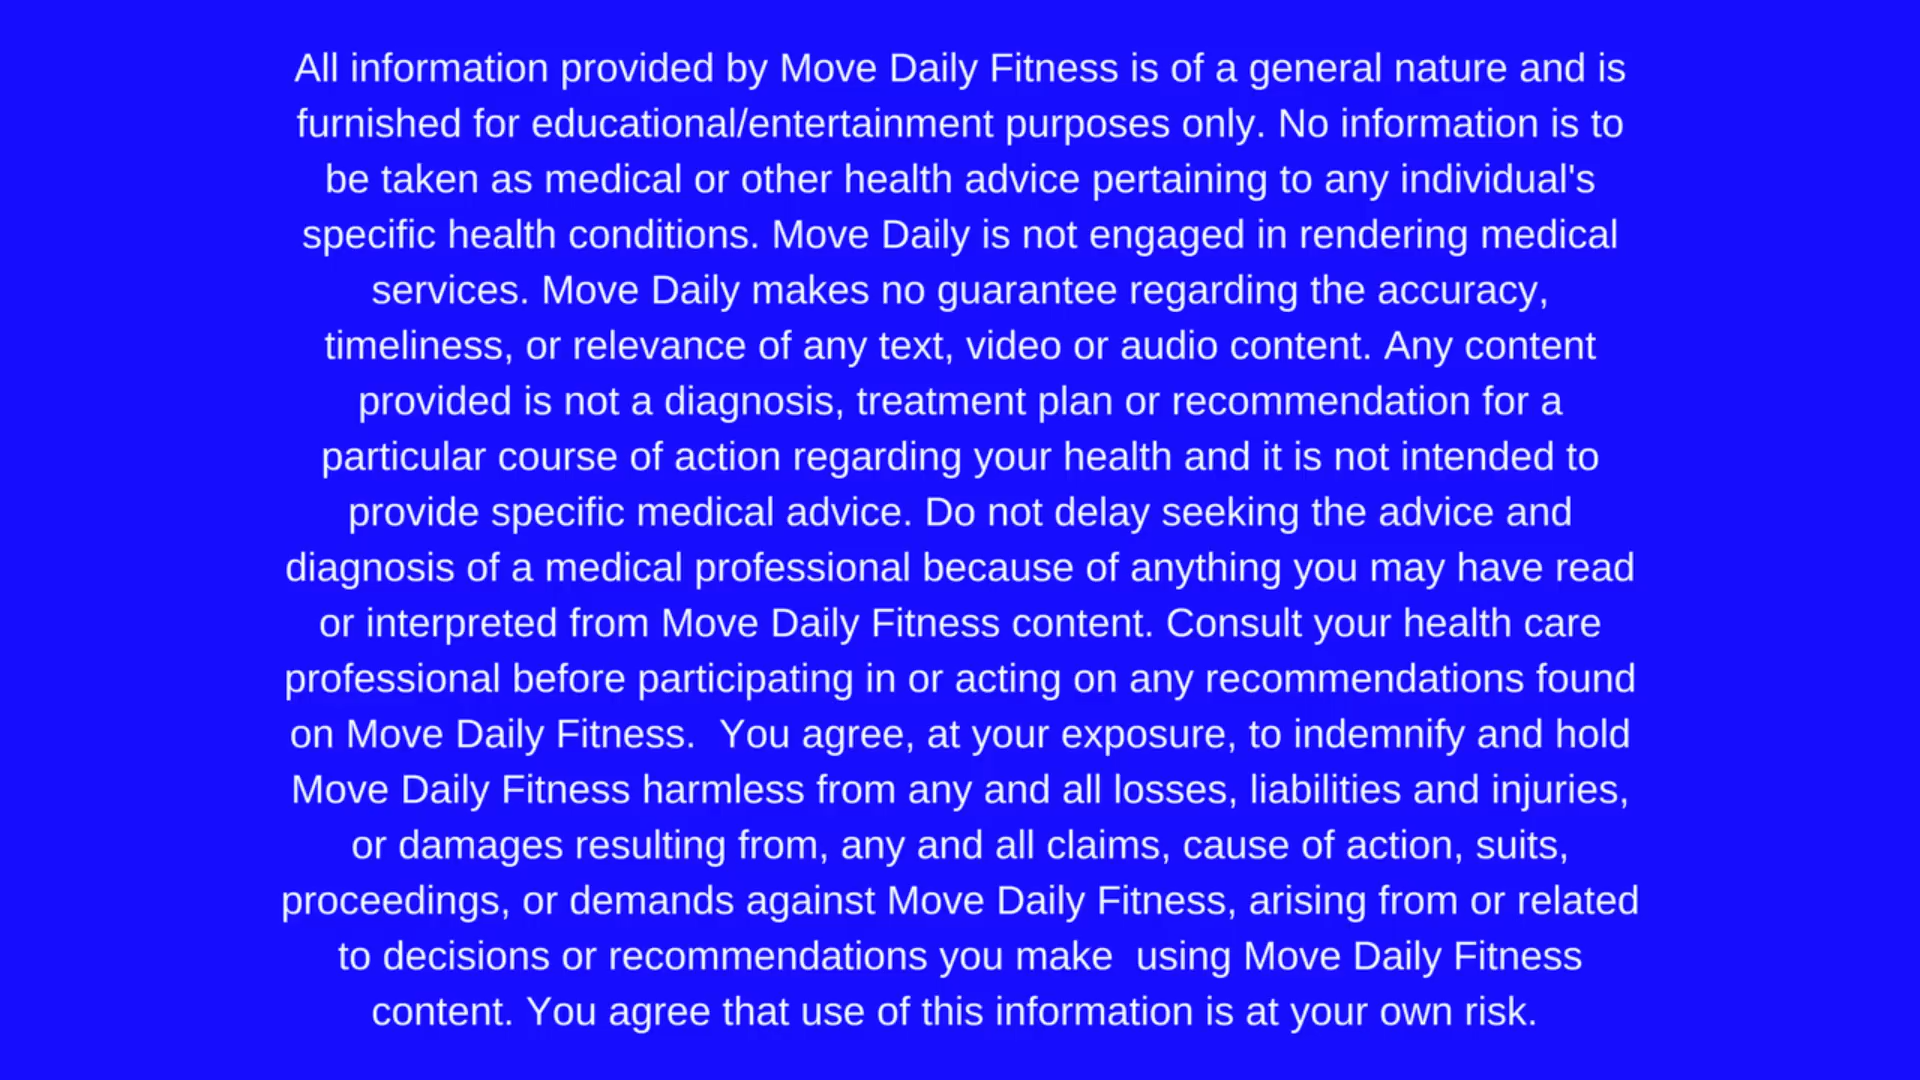 All information provided by Move Daily Fitness is of a general nature and is
furnished for educational/entertainment purposes only. No information is to
be taken as medical or other health advice pertaining to any individual's
specific health conditions. Move Daily is not engaged in rendering medical
services. Move Daily makes no guarantee regarding the accuracy,
timeliness, or relevance of any text, video or audio content. Any content
provided is not a diagnosis, treatment plan or recommendation for a
particular course of action regarding your health and it is not intended to
provide specific medical advice. Do not delay seeking the advice and
diagnosis of a medical professional because of anything you may have read
or interpreted from Move Daily Fitness content. Consult your health care
professional before participating in or acting on any recommendations found
on Move Daily Fitness.  You agree, at your exposure, to indemnify and hold
Move Daily Fitness harmless from any and all losses, liabilities and injuries,
or damages resulting from, any and all claims, cause of action, suits,
proceedings, or demands against Move Daily Fitness, arising from or related
to decisions or recommendations you make  using Move Daily Fitness
content. You agree that use of this information is at your own risk.